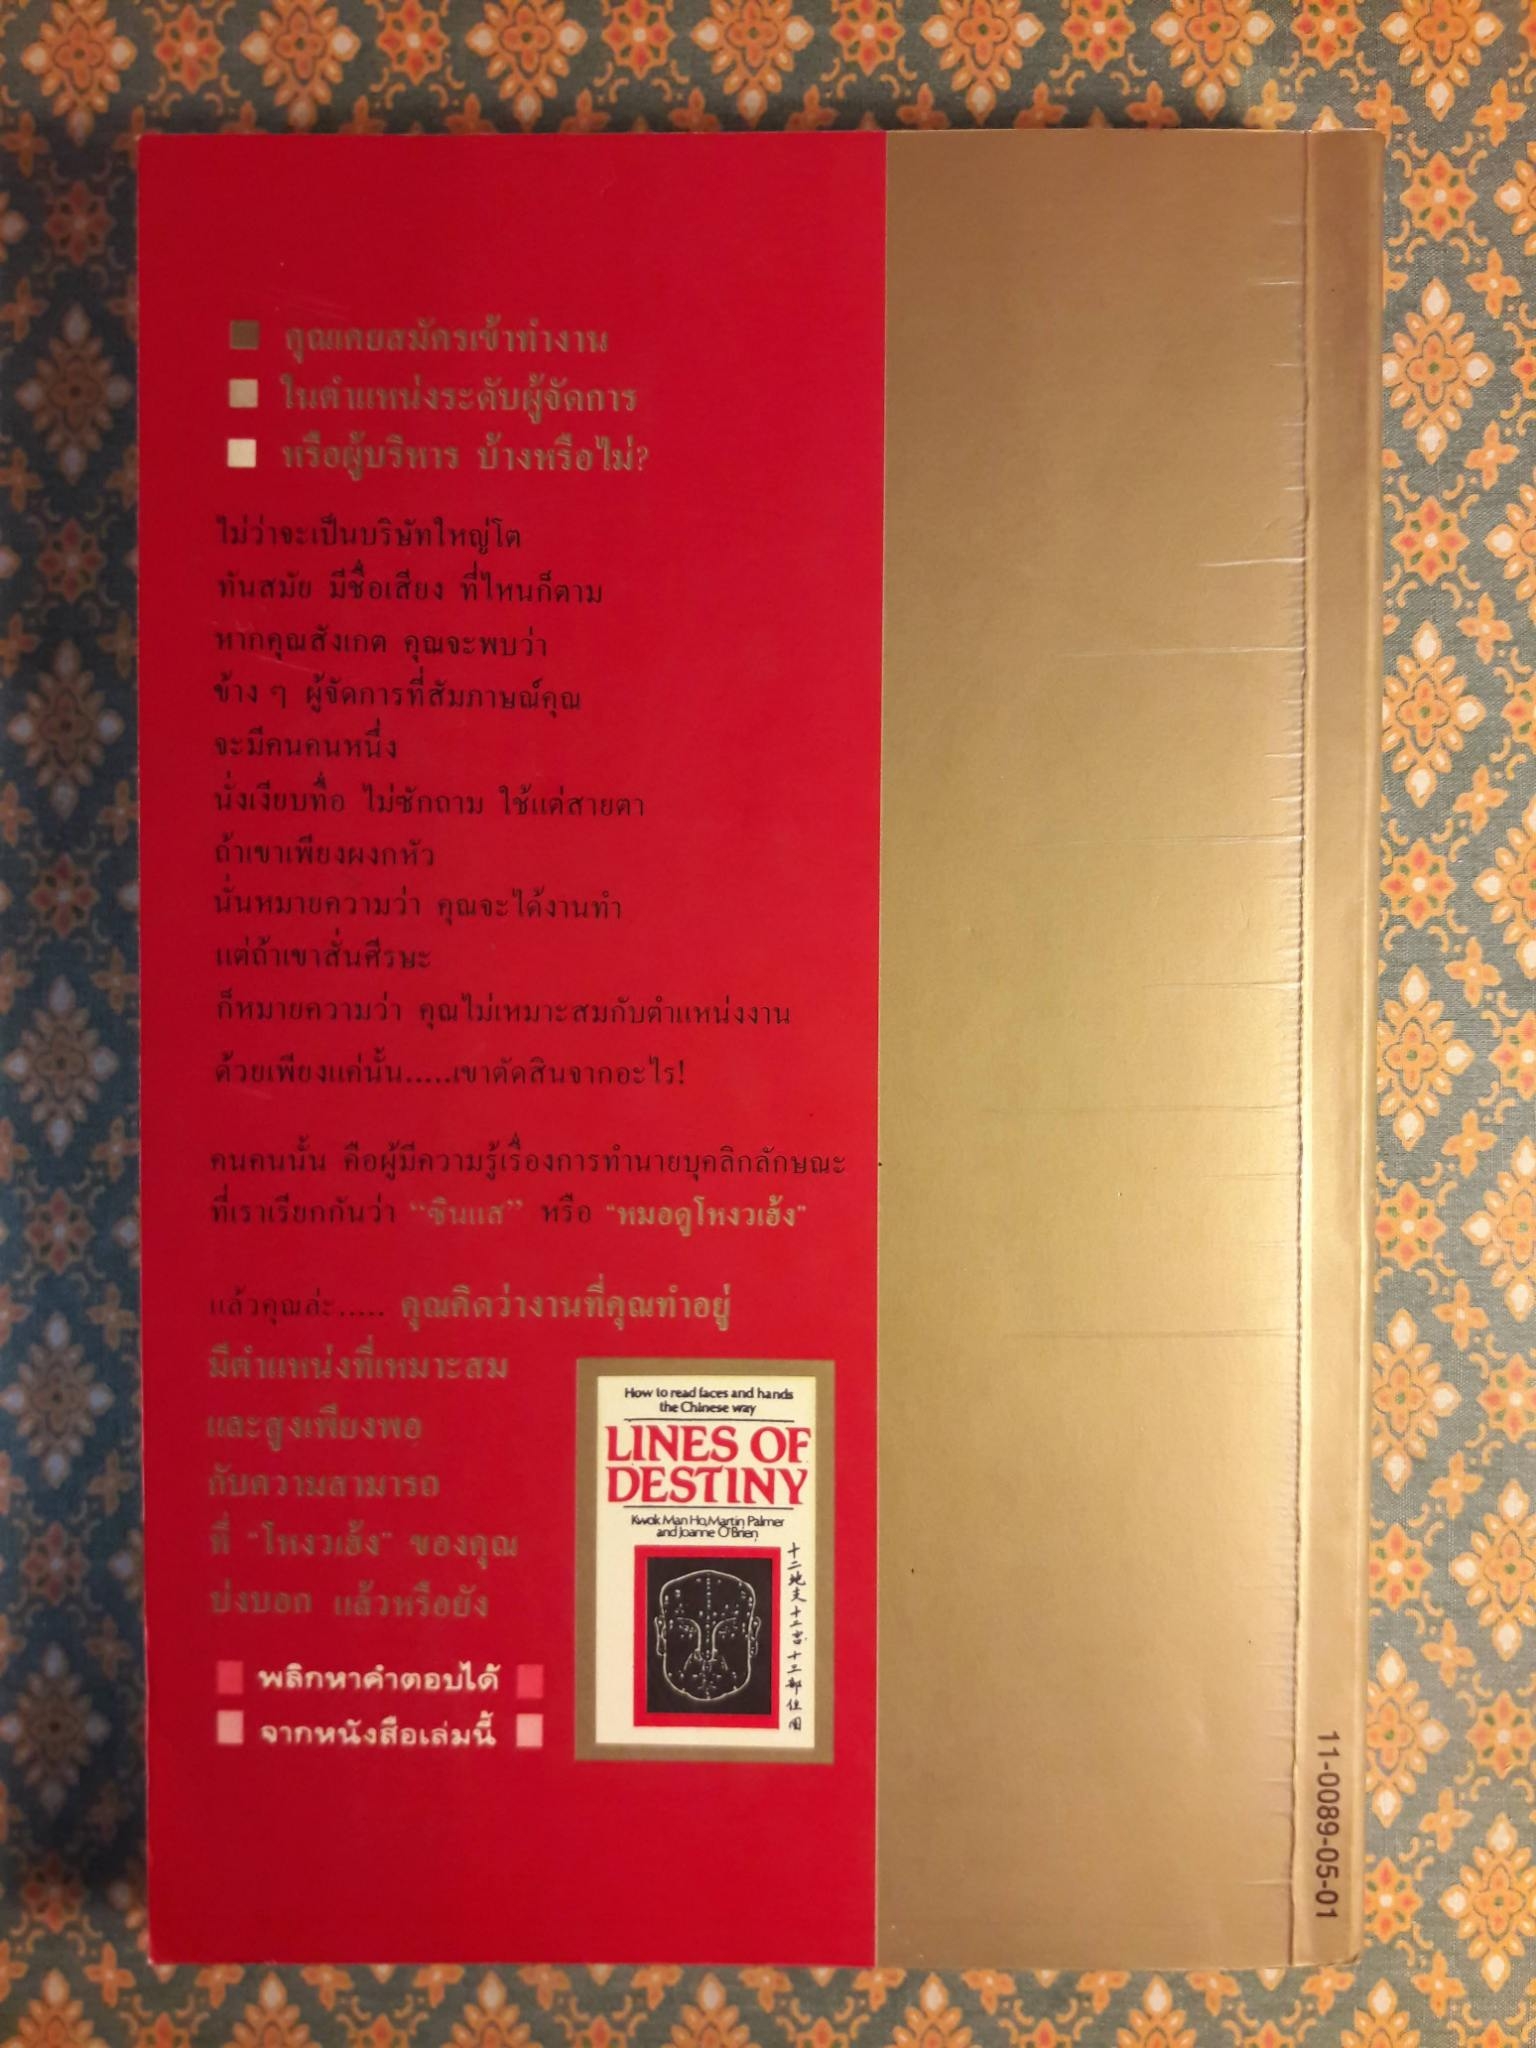 คุณเคยสมัครเข้าทำงาน
ในตำแหน่งระดับผู้จัดการ
หรือผู้บริหาร บ้างหรือไม่?
ไม่ว่าจะเป็นบริษัทใหญ่โต
ทันสมัย มีชื่อเสียง ที่ไหนก็ตาม
หากคุณสังเกต คุณจะพบว่า
ข้าง ๆ ผู้จัดการที่สัมภาษณ์คุณ
จะมีคนคนหนึ่ง
นั่งเงียบทื่อ ไม่ซักถาม ใช้แต่สายตา
ถ้าเขาเพียงผงกหัว
นั่นหมายความว่า คุณจะได้งานทำ
แต่ถ้าเขาสั่นศีรษะ
ก็หมายความว่า คุณไม่เหมาะสมกับตำแหน่งงาน
ด้วยเพียงแค่นั้น.....เขาตัดสินจากอะไร!
คนคนนั้น คือผู้มีความรู้เรื่องการทำนายบุคลิกลักษณะ
ที่เราเรียกกันว่า “ซินแส” หรือ “หมอดูโหงวเฮ้ง”
แล้วคุณล่ะ..... คุณคิดว่างานที่คุณทำอยู่
มีตำแหน่งที่เหมาะสม
และสูงเพียงพอ
กับความสามารถ
ที่ “โหงวเฮ้ง” ของคุณ
บ่งบอก แล้วหรือยัง
พลิกหาคำตอบได้
จากหนังสือเล่มนี้
How to read faces and hands
the Chinese way
LINES OF
DESTINY
Kwok Man Ho, Martin Palmer
and Joanne O'Brien
十二地支十二宮十三部位圖
11-0089-05-01